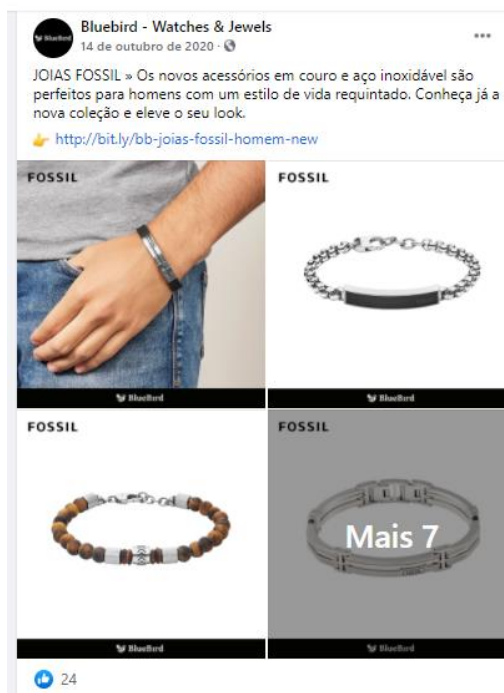 BlueBird
Bluebird - Watches & Jewels
14 de outubro de 2020 ·
JOIAS FOSSIL » Os novos acessórios em couro e aço inoxidável são
perfeitos para homens com um estilo de vida requintado. Conheça já a
nova coleção e eleve o seu look.
http://bit.ly/bb-joias-fossil-homem-new
FOSSIL
FOSSIL
BlueBird
BlueBird
FOSSIL
FOSSIL
Mais 7
BlueBird
BlueBird
24